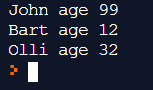 John age 99
Bart age 12
Olli age 32
>